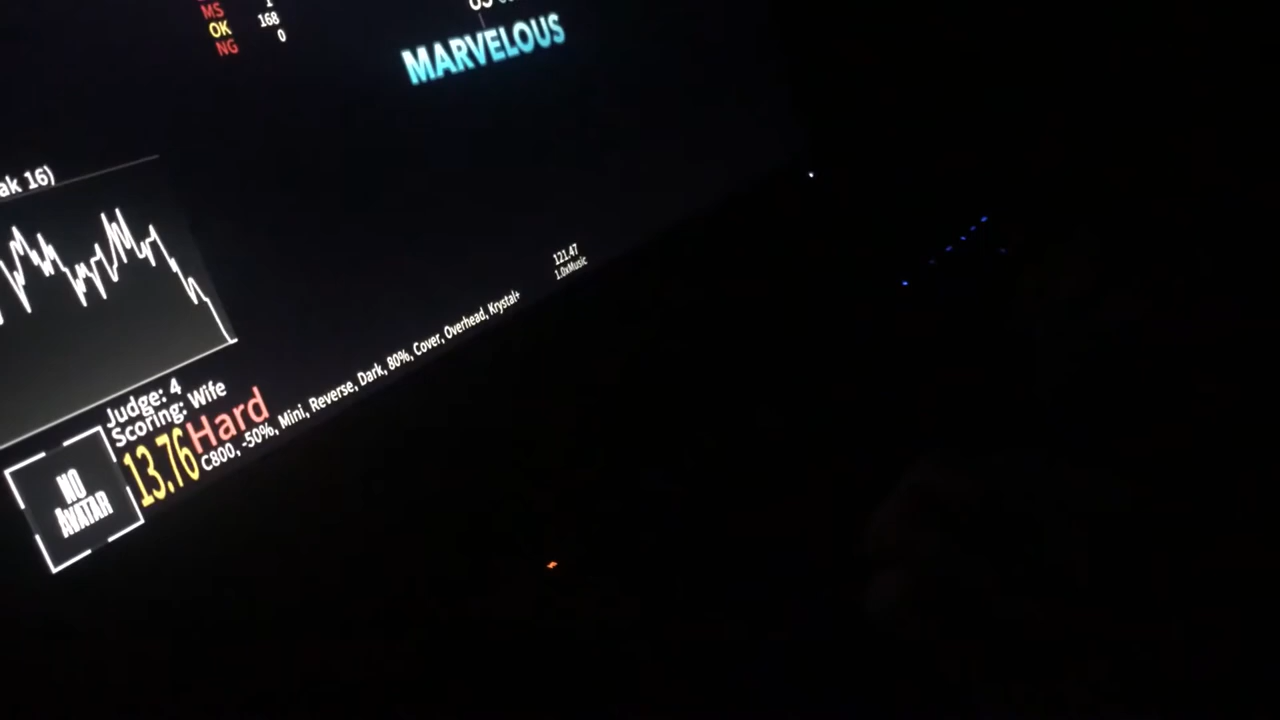 MS 1
OK 168
NG 0
MARVELOUS
ak 16)
121.47
1.0xMusic
Judge: 4
Scoring: Wife
13.76 Hard
C800, -50%, Mini, Reverse, Dark, 80%, Cover, Overhead, Krystal+
NO
AVATAR